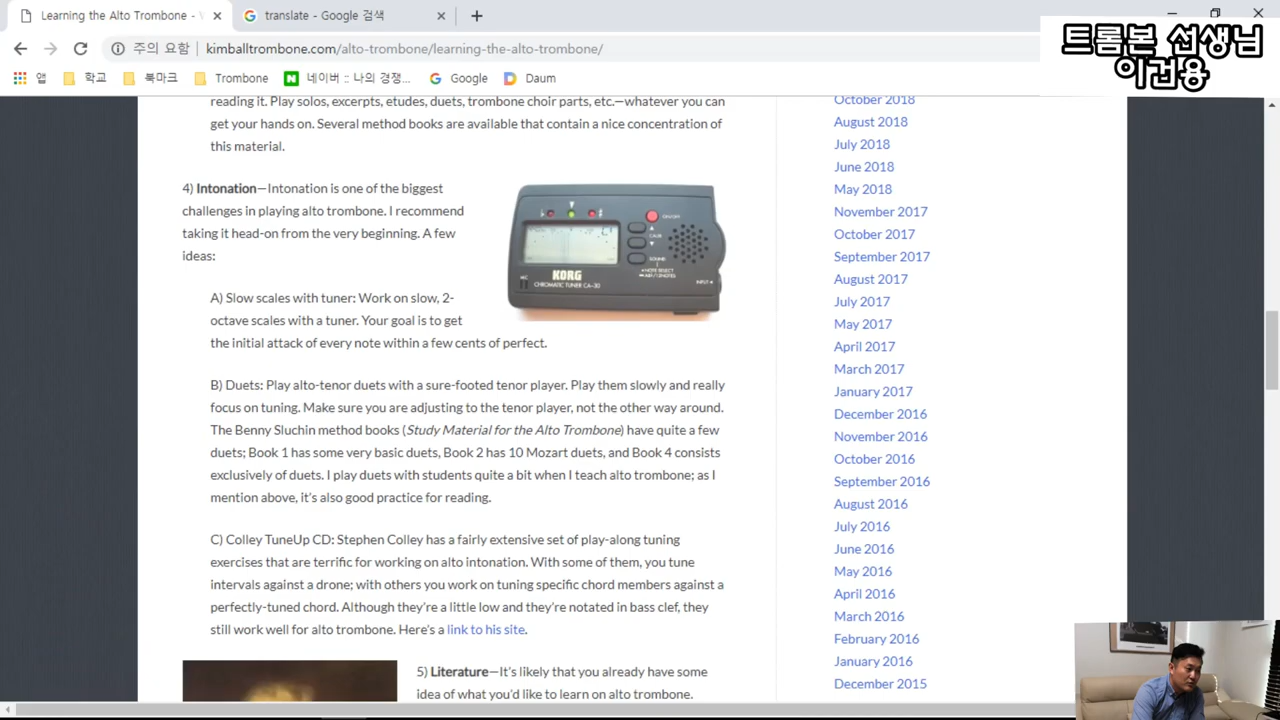 Learning the Alto Trombone -
translate - Google 검색
주의 요함
kimballtrombone.com/alto-trombone/learning-the-alto-trombone/
트롬본 선생님
이건용
앱
학교
북마크
Trombone
네이버 :: 나의 경쟁...
Google
Daum
reading it. Play solos, excerpts, etudes, duets, trombone choir parts, etc.—whatever you can
get your hands on. Several method books are available that contain a nice concentration of
this material.
4) Intonation—Intonation is one of the biggest
challenges in playing alto trombone. I recommend
taking it head-on from the very beginning. A few
ideas:
KORG
CHROMATIC TUNER CA-30
ON/OFF
CALIB
SOUND
NOTE SELECT
INPUT
MIC
A) Slow scales with tuner: Work on slow, 2-
octave scales with a tuner. Your goal is to get
the initial attack of every note within a few cents of perfect.
B) Duets: Play alto-tenor duets with a sure-footed tenor player. Play them slowly and really
focus on tuning. Make sure you are adjusting to the tenor player, not the other way around.
The Benny Sluchin method books (Study Material for the Alto Trombone) have quite a few
duets; Book 1 has some very basic duets, Book 2 has 10 Mozart duets, and Book 4 consists
exclusively of duets. I play duets with students quite a bit when I teach alto trombone; as I
mention above, it's also good practice for reading.
C) Colley TuneUp CD: Stephen Colley has a fairly extensive set of play-along tuning
exercises that are terrific for working on alto intonation. With some of them, you tune
intervals against a drone; with others you work on tuning specific chord members against a
perfectly-tuned chord. Although they're a little low and they're notated in bass clef, they
still work well for alto trombone. Here's a link to his site.
5) Literature—It's likely that you already have some
idea of what you'd like to learn on alto trombone.
October 2018
August 2018
July 2018
June 2018
May 2018
November 2017
October 2017
September 2017
August 2017
July 2017
May 2017
April 2017
March 2017
January 2017
December 2016
November 2016
October 2016
September 2016
August 2016
July 2016
June 2016
May 2016
April 2016
March 2016
February 2016
January 2016
December 2015